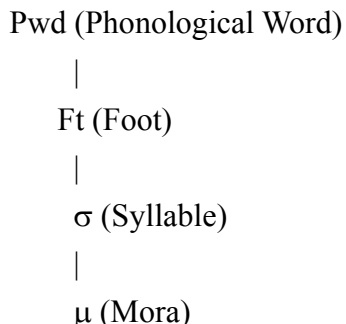 Pwd (Phonological Word)
|
Ft (Foot)
|
σ (Syllable)
|
μ (Mora)